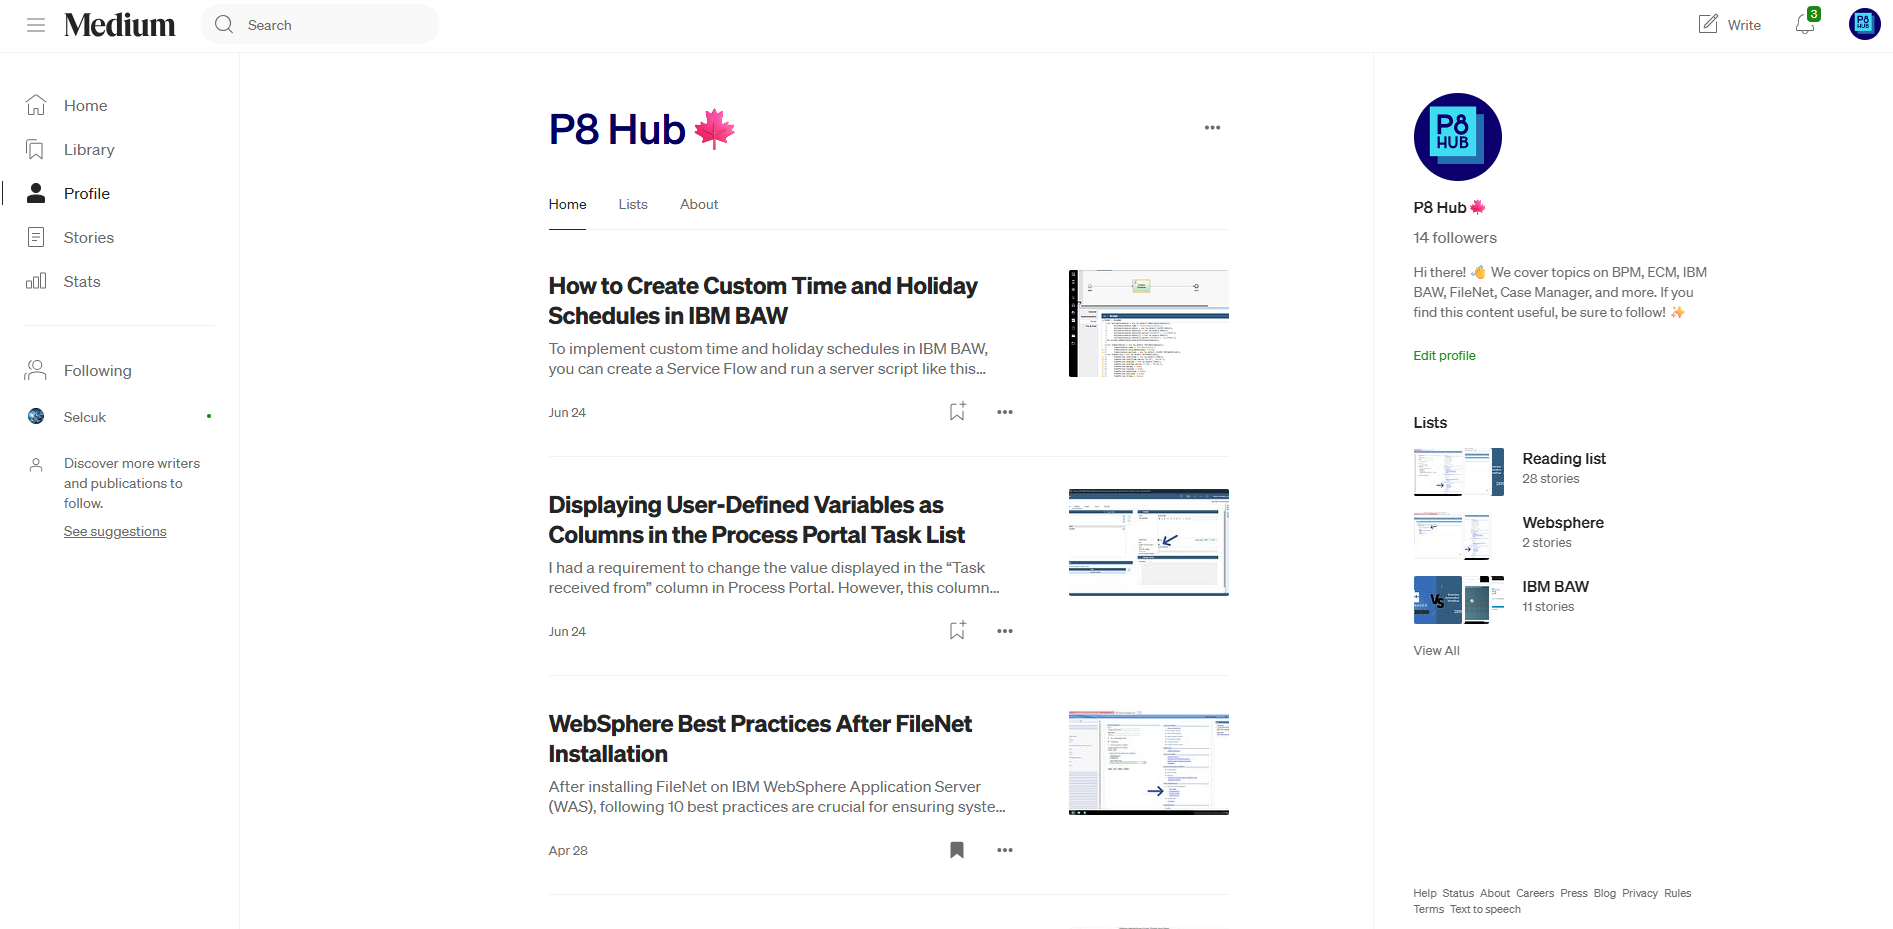 Medium
Search
Write
3
P8
HUB
Home
Library
Profile
Stories
Stats
Following
Selcuk
Discover more writers
and publications to
follow.
See suggestions
P8 Hub
Home
Lists
About
How to Create Custom Time and Holiday
Schedules in IBM BAW
To implement custom time and holiday schedules in IBM BAW,
you can create a Service Flow and run a server script like this...
Jun 24
Displaying User-Defined Variables as
Columns in the Process Portal Task List
I had a requirement to change the value displayed in the “Task
received from” column in Process Portal. However, this column...
Jun 24
WebSphere Best Practices After FileNet
Installation
After installing FileNet on IBM WebSphere Application Server
(WAS), following 10 best practices are crucial for ensuring syste...
Apr 28
P8
HUB
P8 Hub
14 followers
Hi there! 👋 We cover topics on BPM, ECM, IBM
BAW, FileNet, Case Manager, and more. If you
find this content useful, be sure to follow! ✨
Edit profile
Lists
Reading list
28 stories
Websphere
2 stories
VS
IBM BAW
11 stories
View All
Help Status About Careers Press Blog Privacy Rules
Terms Text to speech